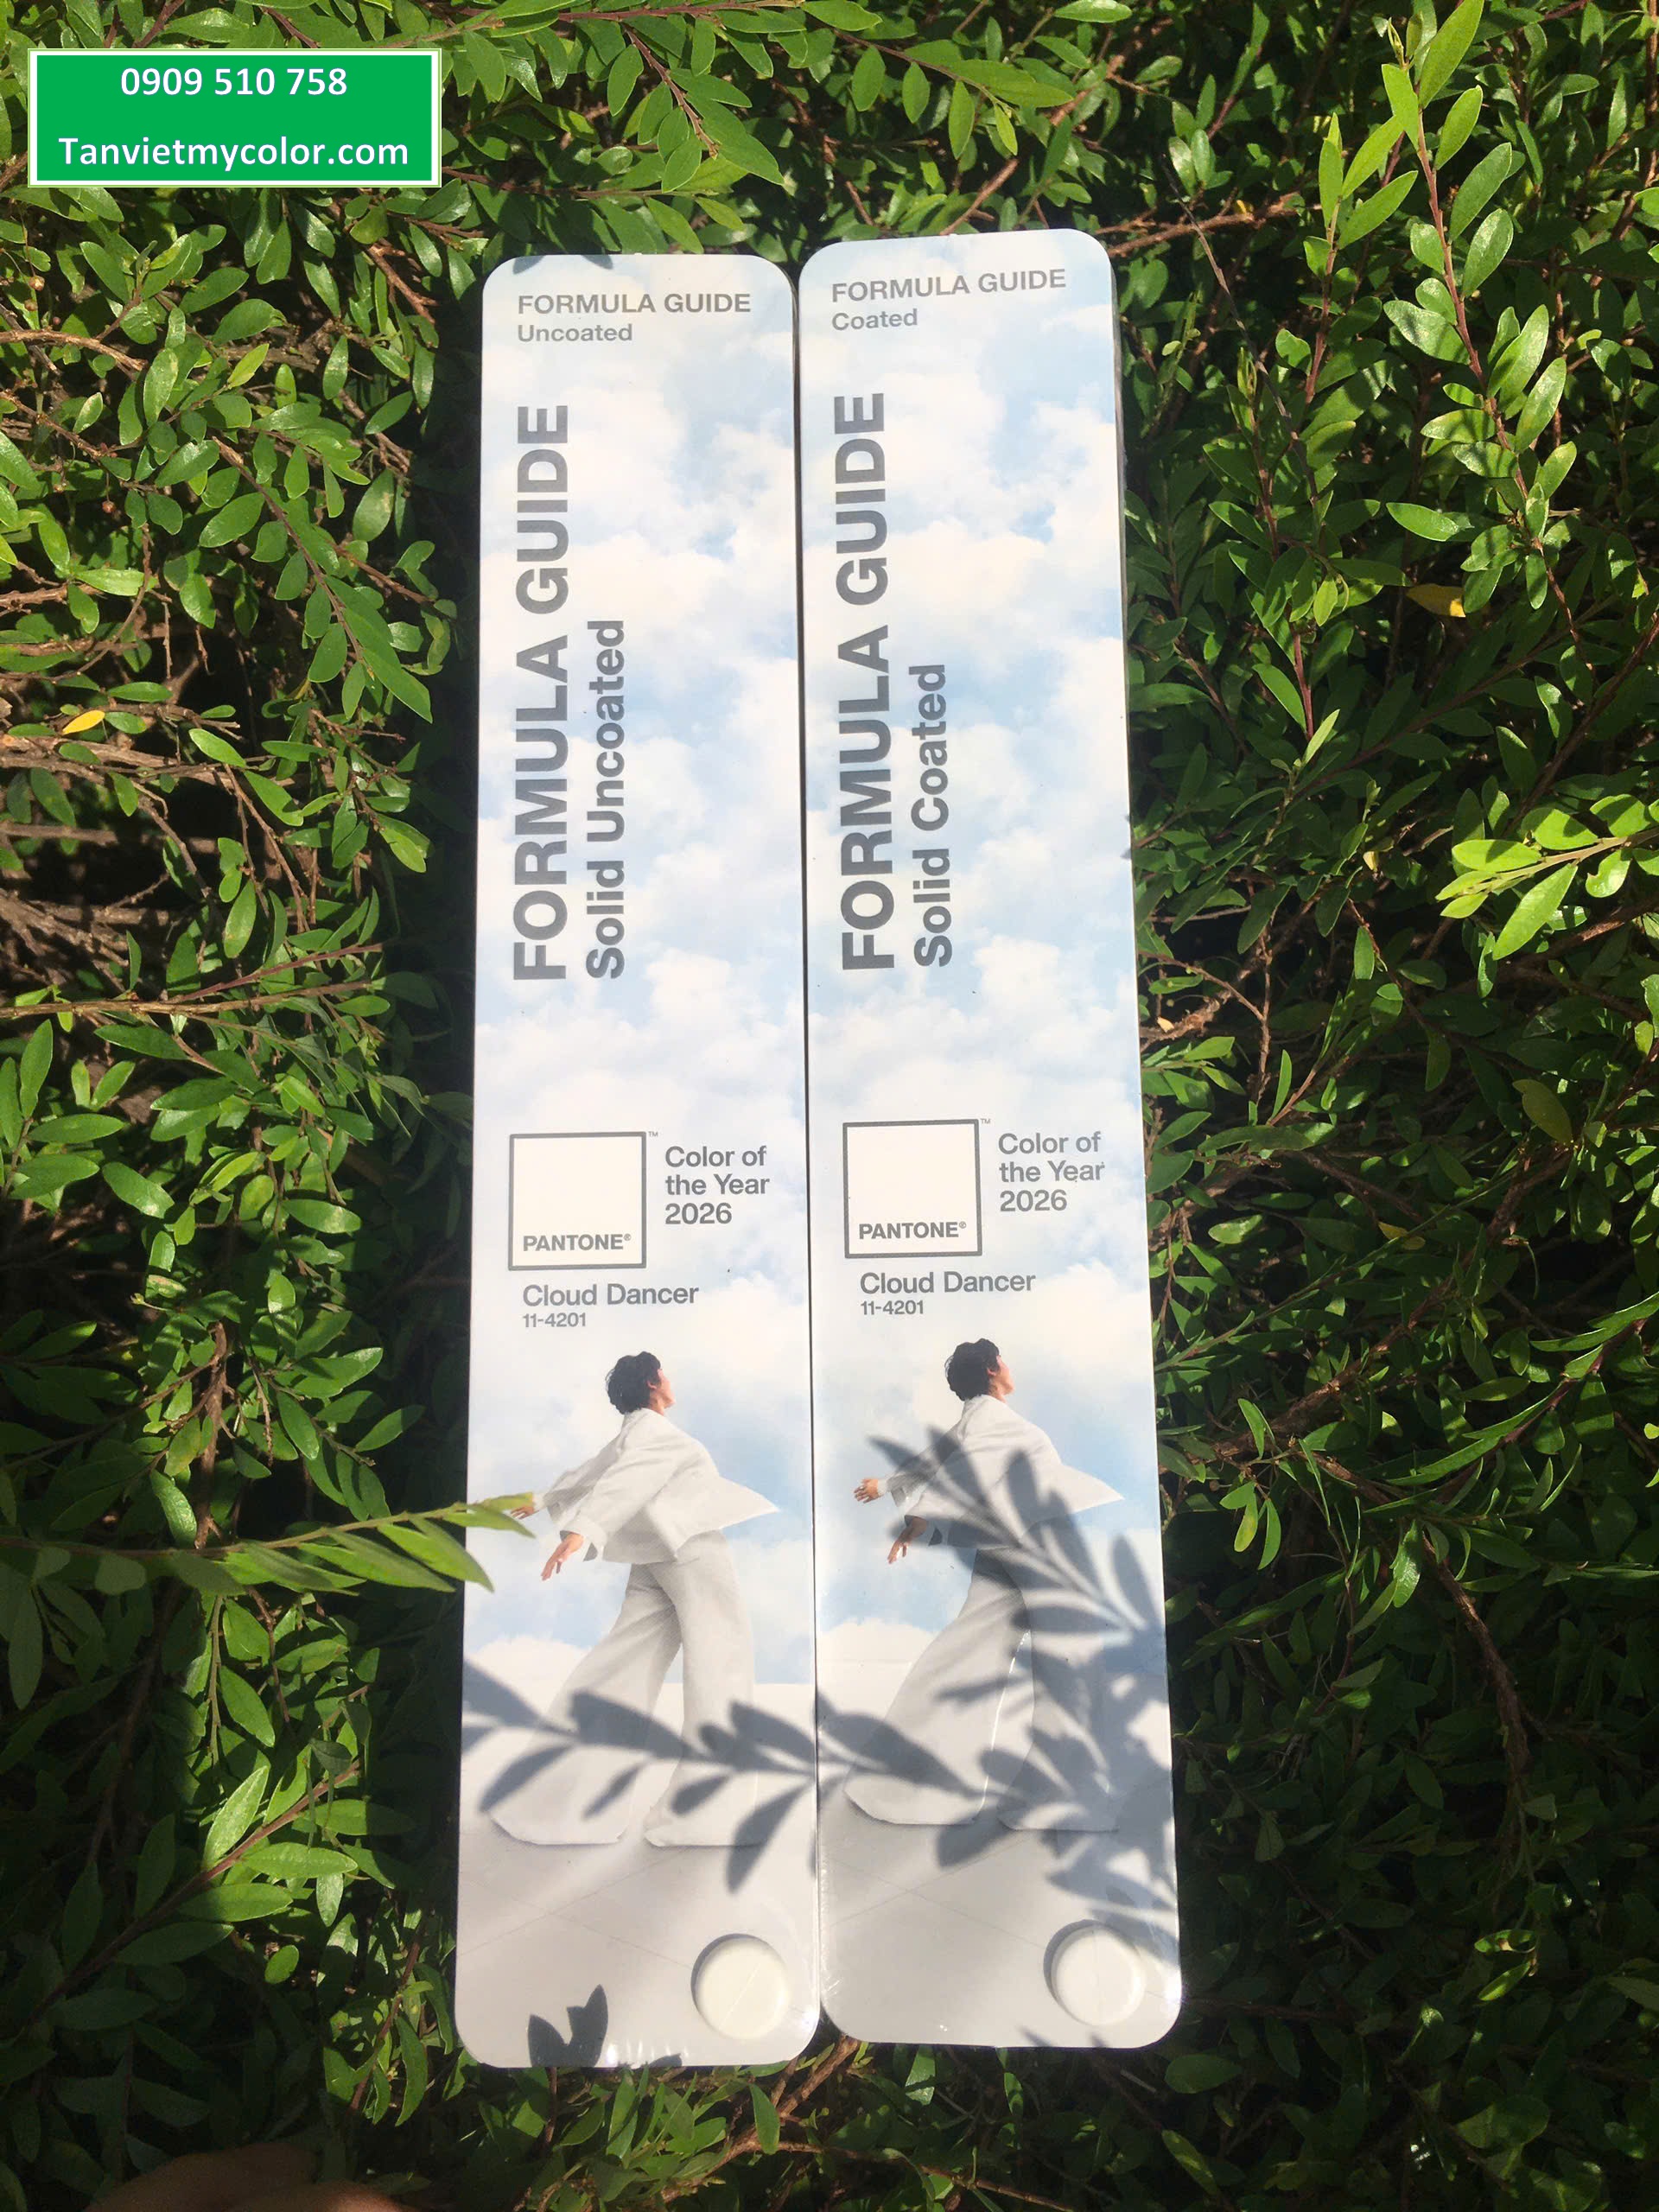 0909 510 758
Tanvietmycolor.com
FORMULA GUIDE
Uncoated
FORMULA GUIDE
Solid Uncoated
PANTONE®
™
Color of
the Year
2026
Cloud Dancer
11-4201
FORMULA GUIDE
Coated
FORMULA GUIDE
Solid Coated
PANTONE®
™
Color of
the Year
2026
Cloud Dancer
11-4201